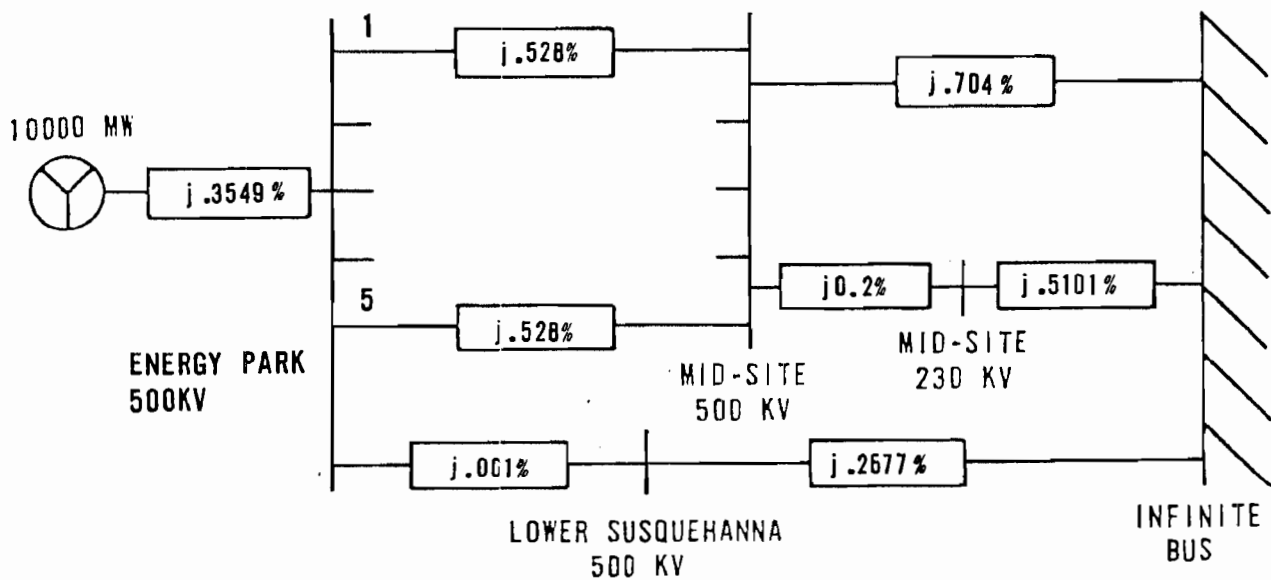 1
j.528%
j.704%
10000 MW
j.3549%
5
j.528%
j0.2%
j.5101%
ENERGY PARK
500KV
MID-SITE
500 KV
MID-SITE
230 KV
j.001%
j.2677%
LOWER SUSQUEHANNA
500 KV
INFINITE
BUS